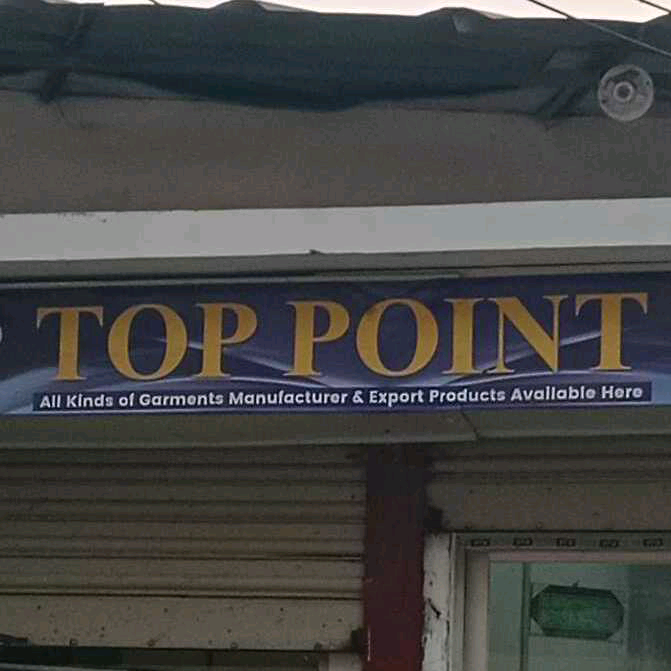 TOP POINT
All Kinds of Garments Manufacturer & Export Products Available Here